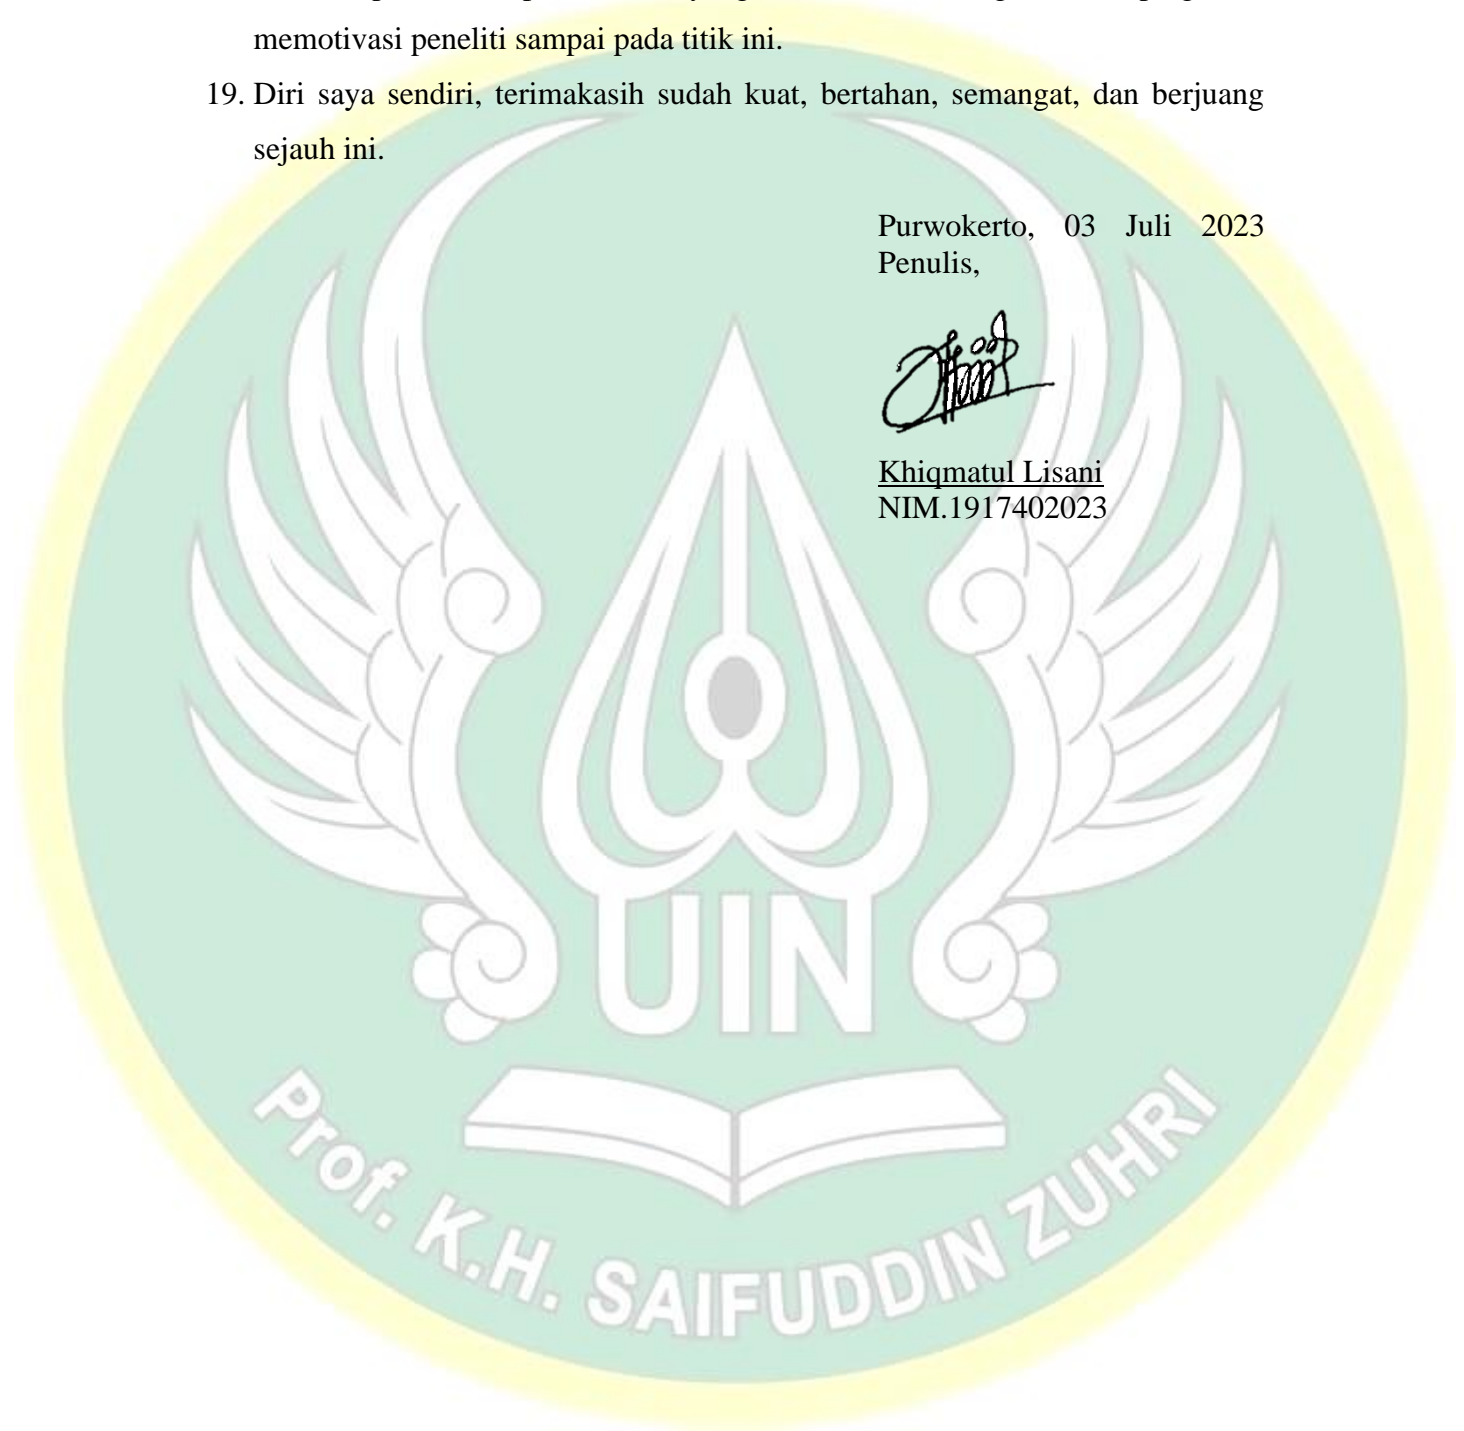 memotivasi peneliti sampai pada titik ini.
19. Diri saya sendiri, terimakasih sudah kuat, bertahan, semangat, dan berjuang
sejauh ini.
Purwokerto, 03 Juli 2023
Penulis,
Khiqmatul Lisani
NIM.1917402023
UIN
Prof. K.H. SAIFUDDIN ZUHRI